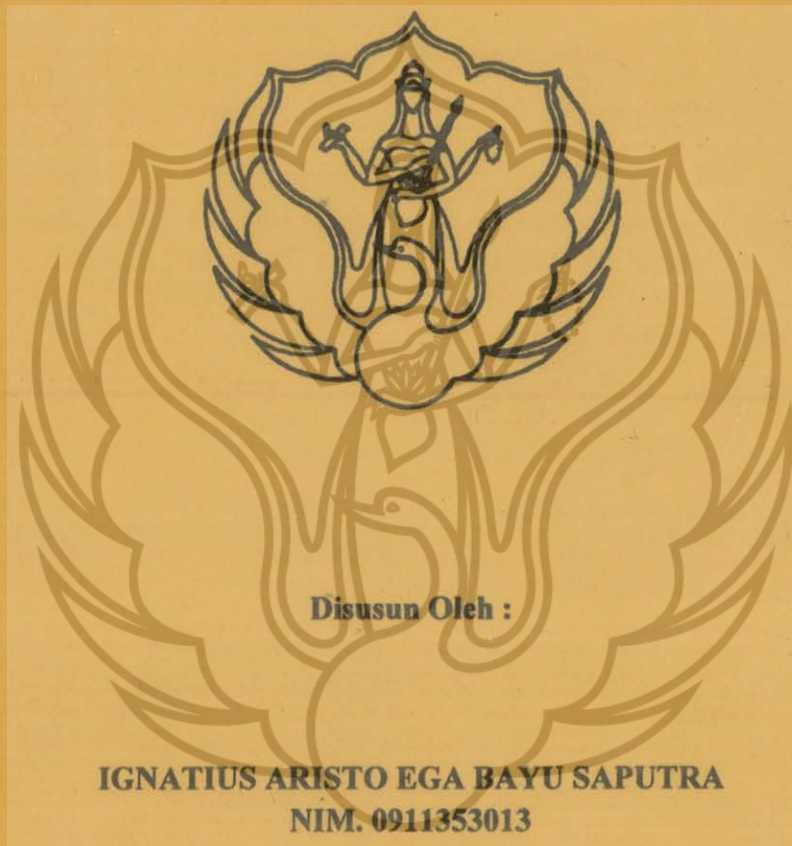 Disusun Oleh :
IGNATIUS ARISTO EGA BAYU SAPUTRA
NIM. 0911353013